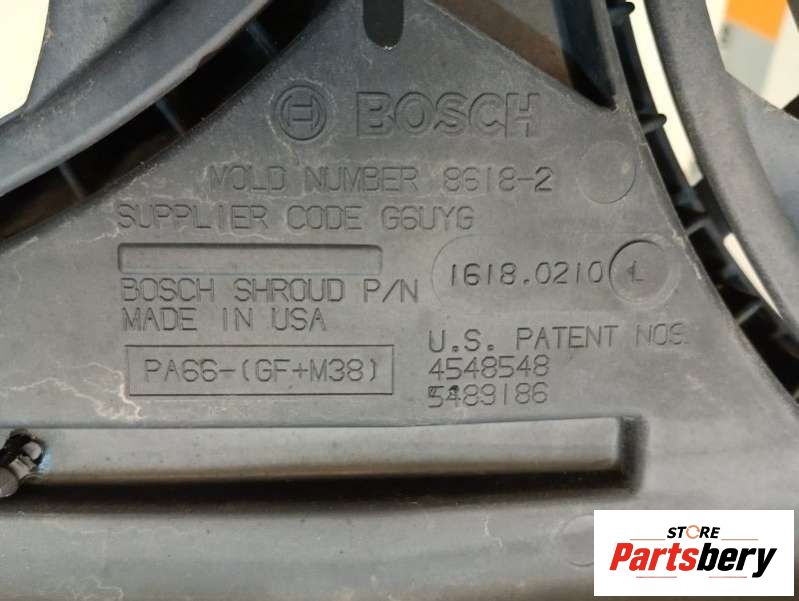 BOSCH
MOLD NUMBER 8618-2
SUPPLIER CODE G6UYG
1618.0210 L
BOSCH SHROUD P/N
MADE IN USA
U.S. PATENT NOS.
4548548
5489186
PA66-(GF+M38)
STORE
Partsbery